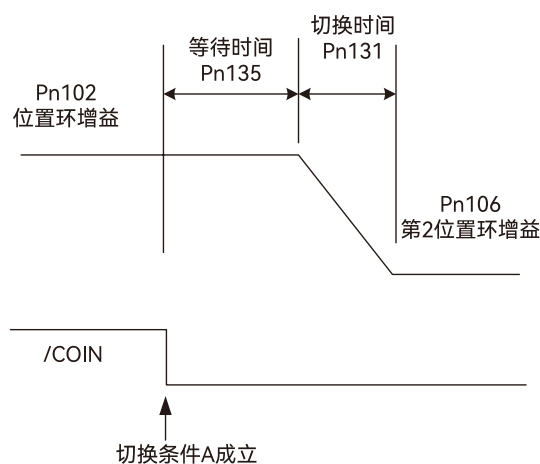 切换时间
Pn131
等待时间
Pn135
Pn102
位置环增益
Pn106
第2位置环增益
/COIN
切换条件A成立